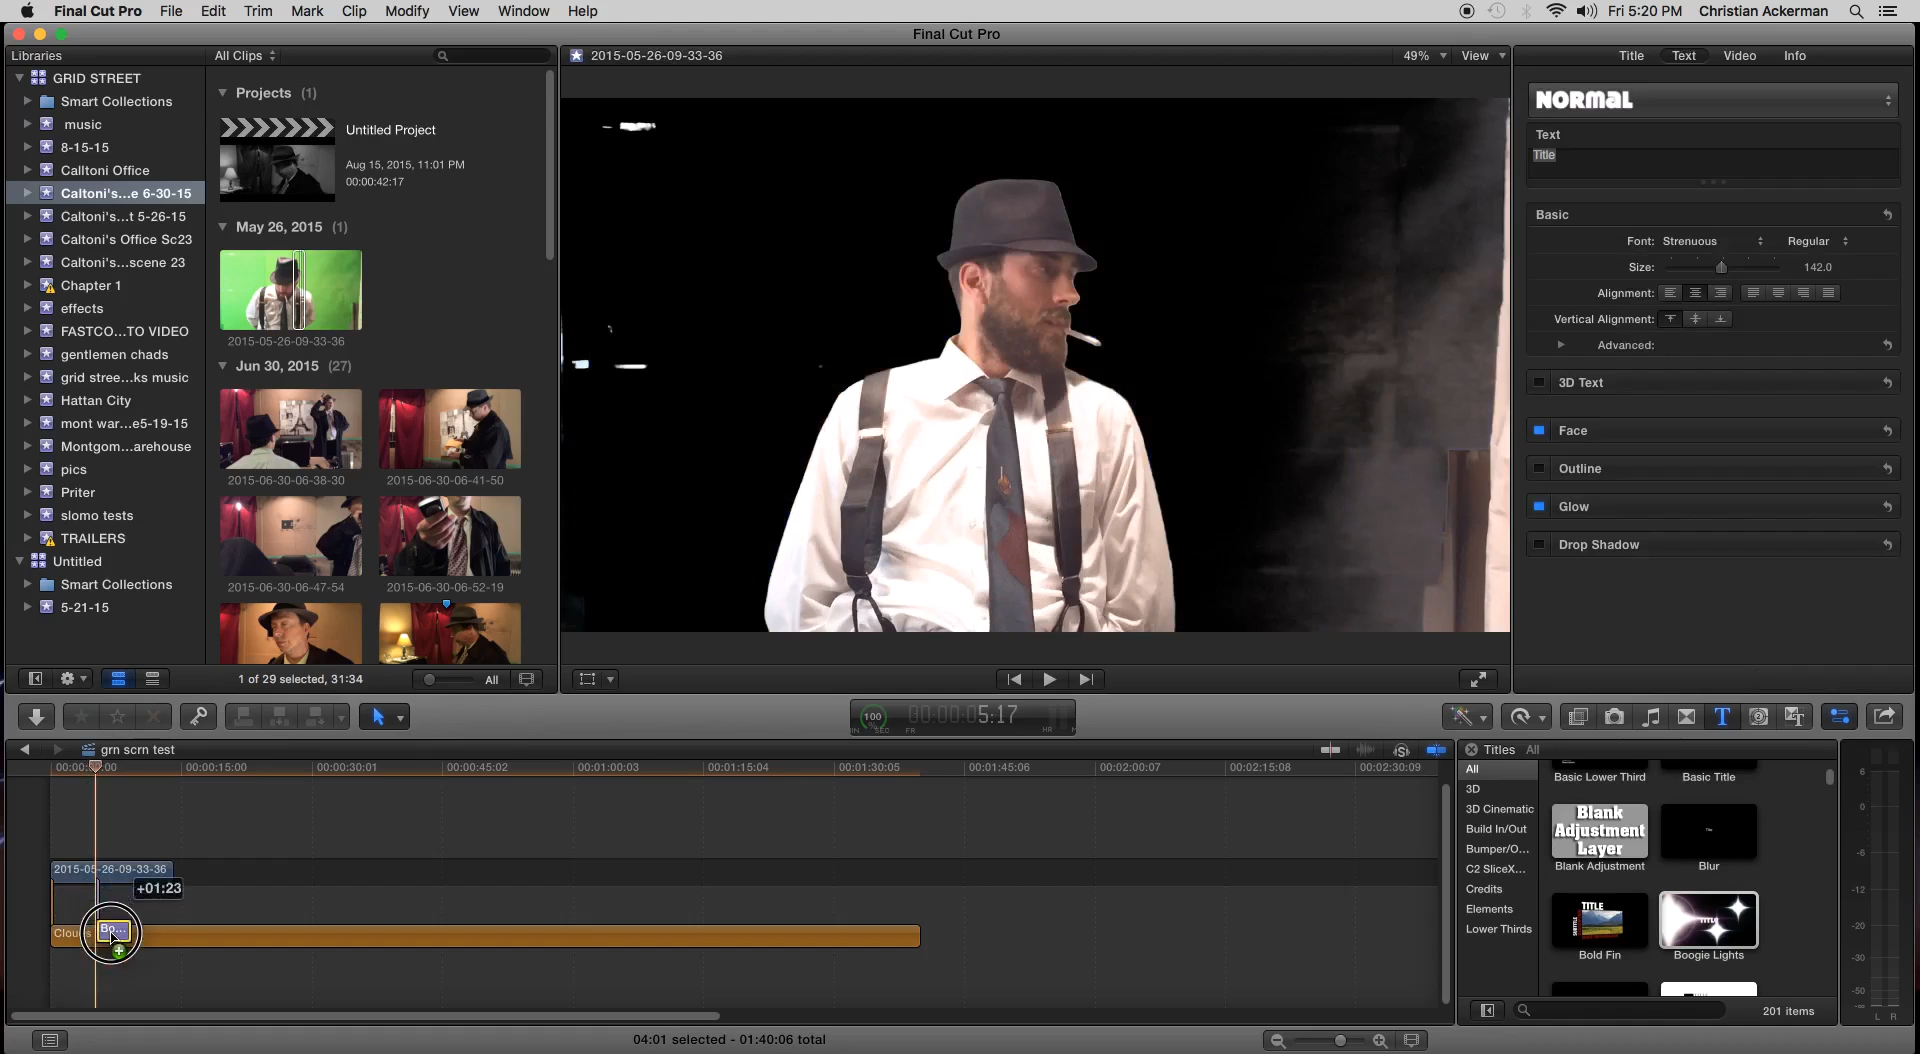 Final Cut Pro File Edit Trim Mark Clip Modify View Window Help Fri 5:20 PM Christian Ackerman
Final Cut Pro
Libraries
GRID STREET
Smart Collections
music
8-15-15
Calltoni Office
Caltoni's...e 6-30-15
Caltoni's...t 5-26-15
Caltoni's Office Sc23
Caltoni's...scene 23
Chapter 1
effects
FASTCO...TO VIDEO
gentlemen chads
grid stree...ks music
Hattan City
mont war...e5-19-15
Montgom...arehouse
pics
Priter
slomo tests
TRAILERS
Untitled
Smart Collections
5-21-15
All Clips
Projects (1)
Untitled Project
Aug 15, 2015, 11:01 PM
00:00:42:17
May 26, 2015 (1)
2015-05-26-09-33-36
Jun 30, 2015 (27)
2015-06-30-06-38-30 2015-06-30-06-41-50
2015-06-30-06-47-54 2015-06-30-06-52-19
1 of 29 selected, 31:34 All
2015-05-26-09-33-36 49% View
Title Text Video Info
NORMAL
Text
Title
Basic
Font: Strenuous Regular
Size: 142.0
Alignment:
Vertical Alignment:
Advanced:
3D Text
Face
Outline
Glow
Drop Shadow
100
%
00:00:05:17
HR MIN SEC FR
grn scrn test
00:00:15:00 00:00:30:01 00:00:45:02 00:01:00:03 00:01:15:04 00:01:30:05 00:01:45:06 00:02:00:07 00:02:15:08 00:02:30:09
2015-05-26-09-33-36
+01:23
Bo...
Titles All
All
3D
3D Cinematic
Build In/Out
Bumper/O...
C2 SliceX...
Credits
Elements
Lower Thirds
Basic Lower Third Basic Title
Blank
Adjustment
Layer
Blank Adjustment Blur
TITLE
Bold Fin Boogie Lights
201 items
6
0
-6
-12
-20
-30
-50
-∞
L R
04:01 selected - 01:40:06 total